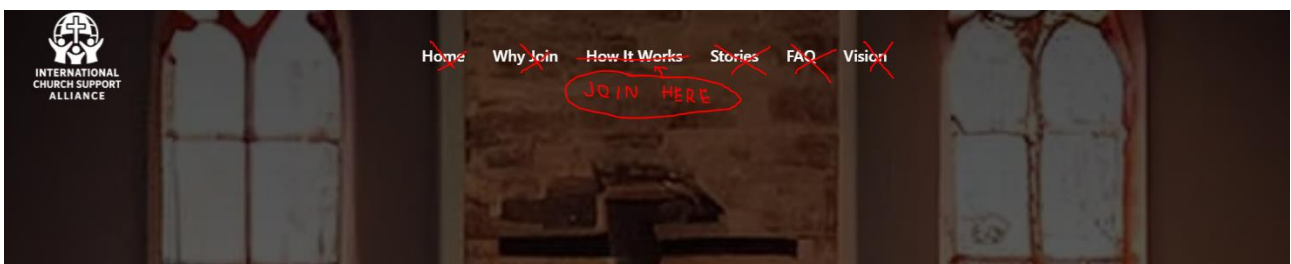 INTERNATIONAL
CHURCH SUPPORT
ALLIANCE
Home Why Join How It Works Stories FAQ Vision
JOIN HERE